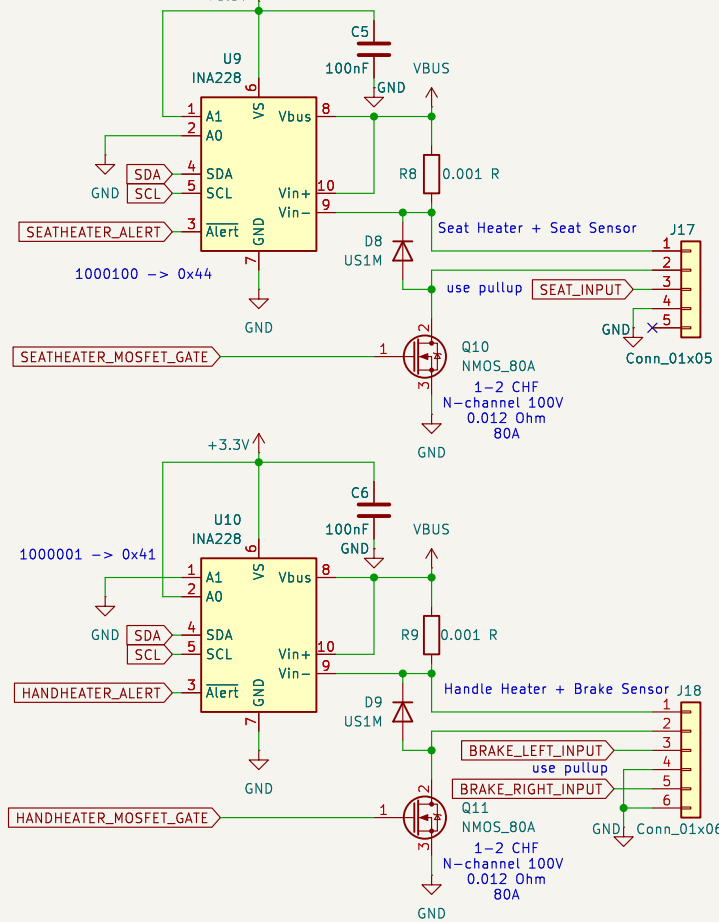 C5
100nF
GND
VBUS
U9
INA228
6
VS
1
A1
2
A0
GND
4
SDA
SDA
5
SCL
SCL
3
Alert
SEATHEATER_ALERT
GND
7
GND
Vbus
8
Vin+
10
Vin-
9
1000100 -> 0x44
R8
0.001 R
D8
US1M
Seat Heater + Seat Sensor
J17
1
2
3
4
5
use pullup
SEAT_INPUT
GND
Conn_01x05
SEATHEATER_MOSFET_GATE
1
2
3
Q10
NMOS_80A
1-2 CHF
N-channel 100V
0.012 Ohm
80A
GND
+3.3V
C6
100nF
GND
VBUS
U10
INA228
6
VS
1000001 -> 0x41
1
A1
2
A0
GND
4
SDA
SDA
5
SCL
SCL
3
Alert
HANDHEATER_ALERT
GND
7
GND
Vbus
8
Vin+
10
Vin-
9
R9
0.001 R
D9
US1M
Handle Heater + Brake Sensor
J18
1
2
3
4
5
6
BRAKE_LEFT_INPUT
use pullup
BRAKE_RIGHT_INPUT
GND
Conn_01x06
HANDHEATER_MOSFET_GATE
1
2
3
Q11
NMOS_80A
1-2 CHF
N-channel 100V
0.012 Ohm
80A
GND